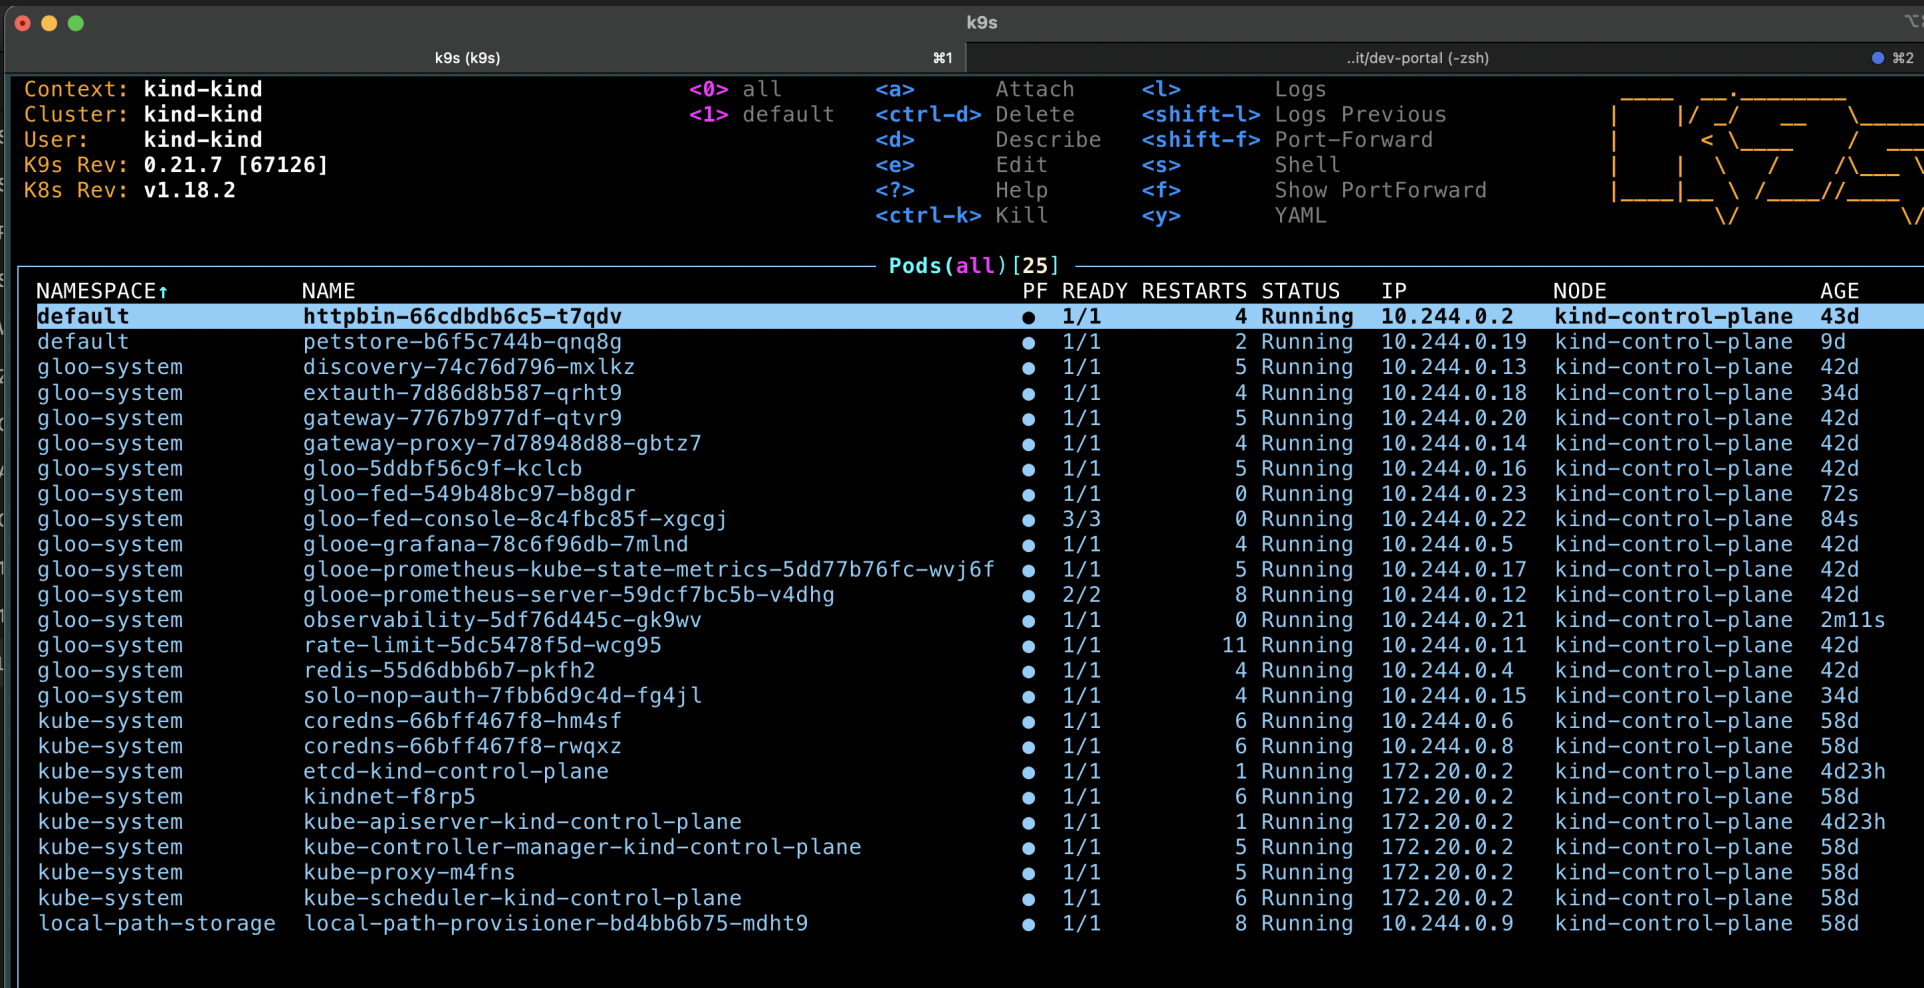 k9s
k9s (k9s) ⌘1 ..it/dev-portal (-zsh) ⌘2
Context: kind-kind <0> all <a> Attach <l> Logs
Cluster: kind-kind <1> default <ctrl-d> Delete <shift-l> Logs Previous
User: kind-kind <d> Describe <shift-f> Port-Forward
K9s Rev: 0.21.7 [67126] <e> Edit <s> Shell
K8s Rev: v1.18.2 <?> Help <f> Show PortForward
<ctrl-k> Kill <y> YAML
Pods(all)[25]
NAMESPACE↑ NAME PF READY RESTARTS STATUS IP NODE AGE
default httpbin-66cdbdb6c5-t7qdv ● 1/1 4 Running 10.244.0.2 kind-control-plane 43d
default petstore-b6f5c744b-qnq8g ● 1/1 2 Running 10.244.0.19 kind-control-plane 9d
gloo-system discovery-74c76d796-mxlkz ● 1/1 5 Running 10.244.0.13 kind-control-plane 42d
gloo-system extauth-7d86d8b587-qrht9 ● 1/1 4 Running 10.244.0.18 kind-control-plane 34d
gloo-system gateway-7767b977df-qtvr9 ● 1/1 5 Running 10.244.0.20 kind-control-plane 42d
gloo-system gateway-proxy-7d78948d88-gbtz7 ● 1/1 4 Running 10.244.0.14 kind-control-plane 42d
gloo-system gloo-5ddbf56c9f-kclcb ● 1/1 5 Running 10.244.0.16 kind-control-plane 42d
gloo-system gloo-fed-549b48bc97-b8gdr ● 1/1 0 Running 10.244.0.23 kind-control-plane 72s
gloo-system gloo-fed-console-8c4fbc85f-xgcgj ● 3/3 0 Running 10.244.0.22 kind-control-plane 84s
gloo-system glooe-grafana-78c6f96db-7mlnd ● 1/1 4 Running 10.244.0.5 kind-control-plane 42d
gloo-system glooe-prometheus-kube-state-metrics-5dd77b76fc-wvj6f ● 1/1 5 Running 10.244.0.17 kind-control-plane 42d
gloo-system glooe-prometheus-server-59dcf7bc5b-v4dhg ● 2/2 8 Running 10.244.0.12 kind-control-plane 42d
gloo-system observability-5df76d445c-gk9wv ● 1/1 0 Running 10.244.0.21 kind-control-plane 2m11s
gloo-system rate-limit-5dc5478f5d-wcg95 ● 1/1 11 Running 10.244.0.11 kind-control-plane 42d
gloo-system redis-55d6dbb6b7-pkfh2 ● 1/1 4 Running 10.244.0.4 kind-control-plane 42d
gloo-system solo-nop-auth-7fbb6d9c4d-fg4jl ● 1/1 4 Running 10.244.0.15 kind-control-plane 34d
kube-system coredns-66bff467f8-hm4sf ● 1/1 6 Running 10.244.0.6 kind-control-plane 58d
kube-system coredns-66bff467f8-rwqxz ● 1/1 6 Running 10.244.0.8 kind-control-plane 58d
kube-system etcd-kind-control-plane ● 1/1 1 Running 172.20.0.2 kind-control-plane 4d23h
kube-system kindnet-f8rp5 ● 1/1 6 Running 172.20.0.2 kind-control-plane 58d
kube-system kube-apiserver-kind-control-plane ● 1/1 1 Running 172.20.0.2 kind-control-plane 4d23h
kube-system kube-controller-manager-kind-control-plane ● 1/1 5 Running 172.20.0.2 kind-control-plane 58d
kube-system kube-proxy-m4fns ● 1/1 5 Running 172.20.0.2 kind-control-plane 58d
kube-system kube-scheduler-kind-control-plane ● 1/1 6 Running 172.20.0.2 kind-control-plane 58d
local-path-storage local-path-provisioner-bd4bb6b75-mdht9 ● 1/1 8 Running 10.244.0.9 kind-control-plane 58d